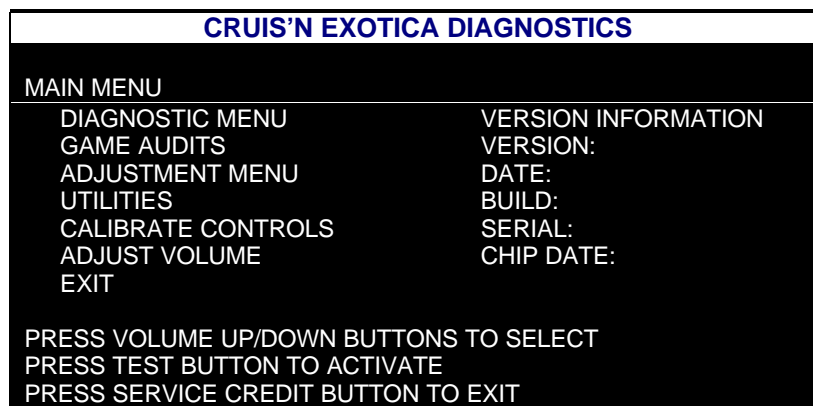 CRUIS'N EXOTICA DIAGNOSTICS
MAIN MENU
DIAGNOSTIC MENU VERSION INFORMATION
GAME AUDITS VERSION:
ADJUSTMENT MENU DATE:
UTILITIES BUILD:
CALIBRATE CONTROLS SERIAL:
ADJUST VOLUME CHIP DATE:
EXIT
PRESS VOLUME UP/DOWN BUTTONS TO SELECT
PRESS TEST BUTTON TO ACTIVATE
PRESS SERVICE CREDIT BUTTON TO EXIT